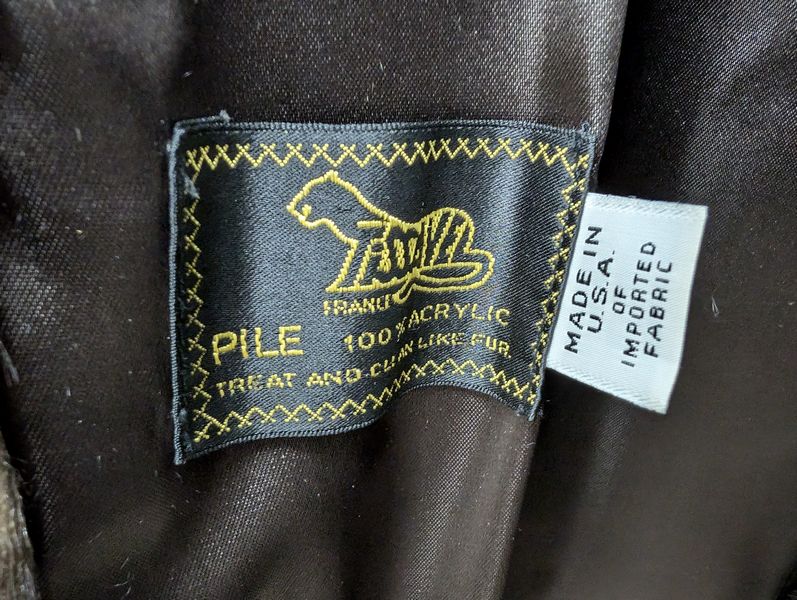 PILE
100% ACRYLIC
TREAT AND CLEAN LIKE FUR.
MADE IN
U.S.A.
OF
IMPORTED
FABRIC